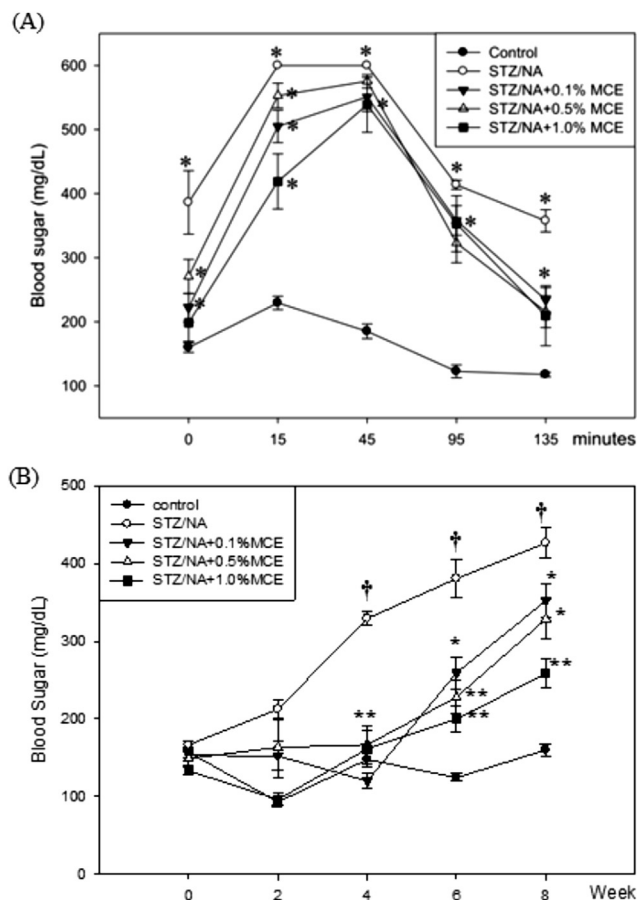 (A)
600
500
400
300
200
100
Blood sugar (mg/dL)
Control
STZ/NA
STZ/NA+0.1% MCE
STZ/NA+0.5% MCE
STZ/NA+1.0% MCE
* *
*
*
*
*
*
*
*
*
*
*
*
0 15 45 95 135 minutes
(B)
500
400
300
200
100
0
Blood Sugar (mg/dL)
control
STZ/NA
STZ/NA+0.1%MCE
STZ/NA+0.5%MCE
STZ/NA+1.0%MCE
†
†
†
*
*
*
**
**
**
**
0 2 4 6 8 Week